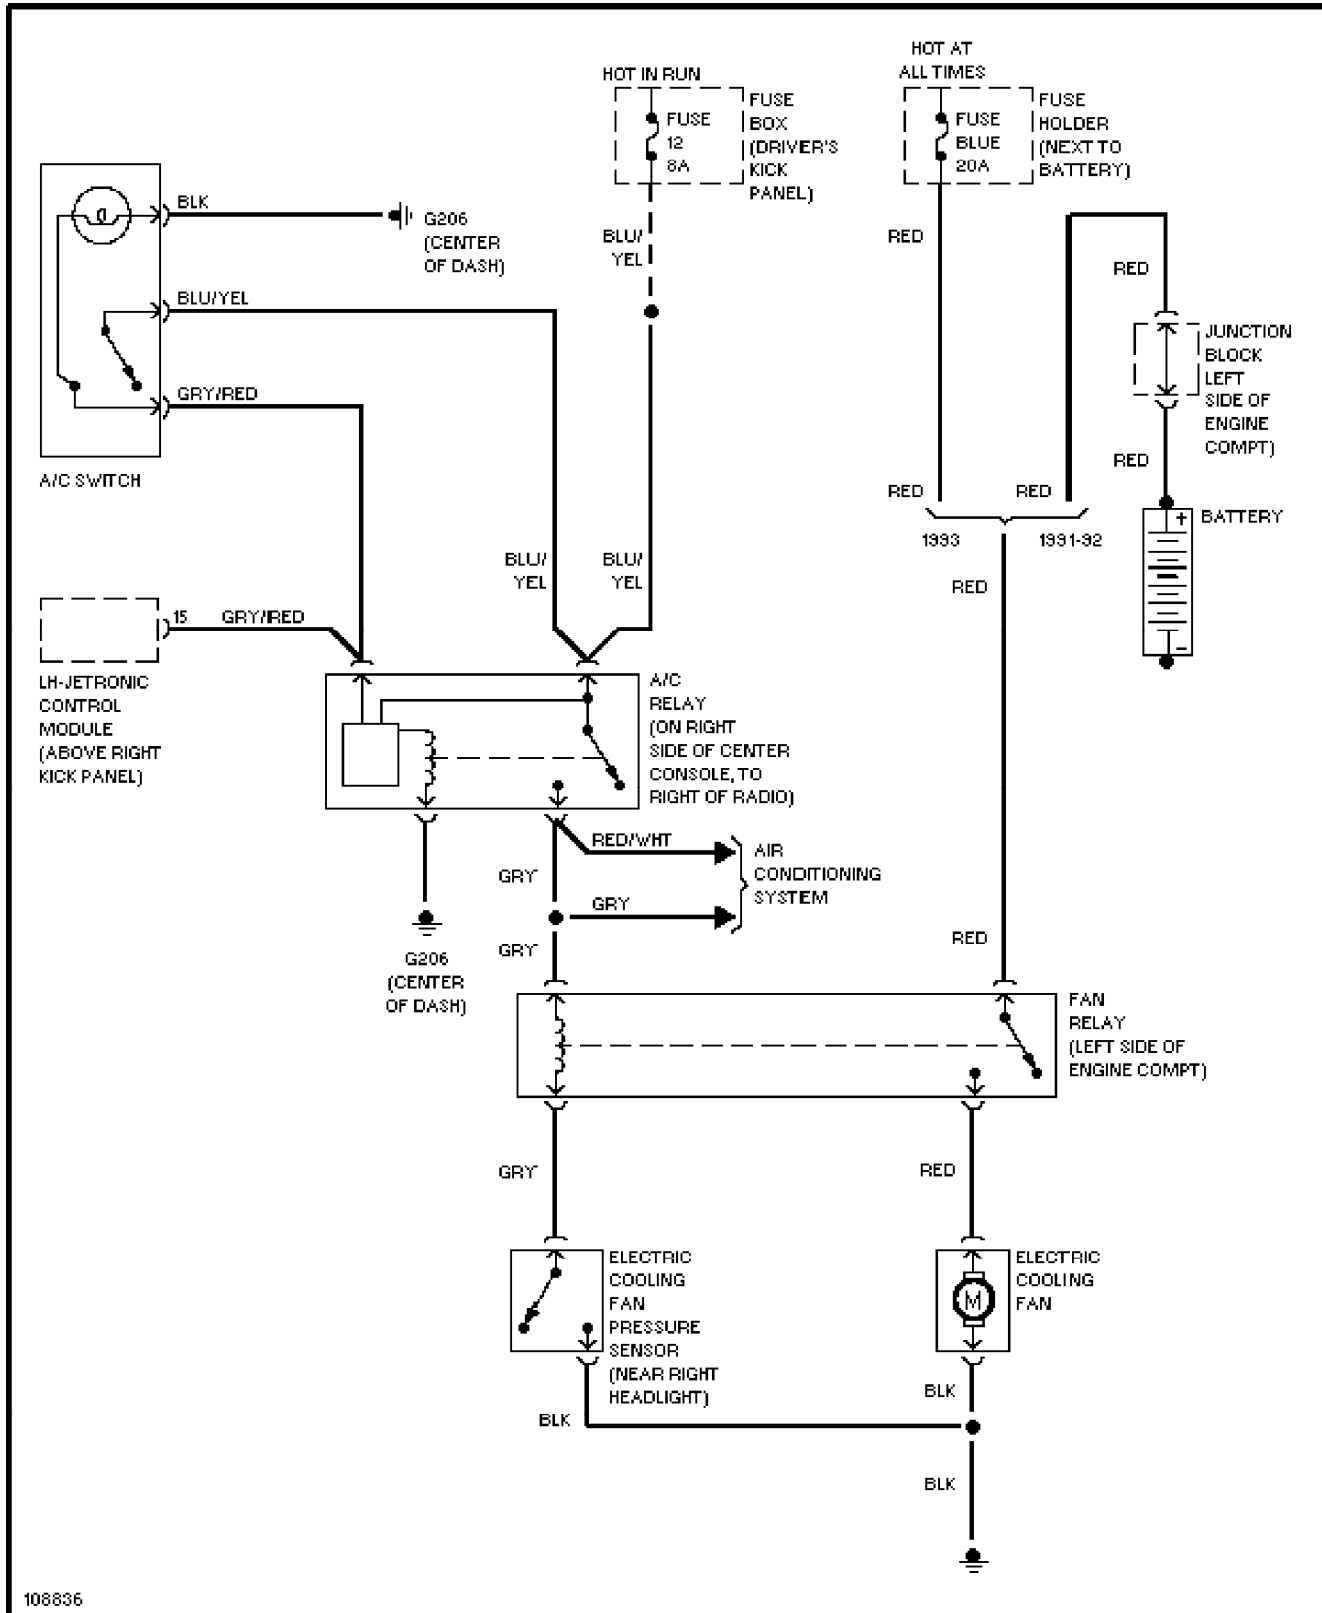 HOT IN RUN
FUSE
12
8A
FUSE
BOX
(DRIVER'S
KICK
PANEL)
HOT AT
ALL TIMES
FUSE
BLUE
20A
FUSE
HOLDER
(NEXT TO
BATTERY)
BLK
G206
(CENTER
OF DASH)
BLU/YEL
GRY/RED
A/C SWITCH
BLU/
YEL
RED
RED
JUNCTION
BLOCK
LEFT
SIDE OF
ENGINE
COMPT)
RED
RED
RED
1993
1991-92
+
-
BATTERY
BLU/
YEL
BLU/
YEL
RED
15
GRY/RED
LH-JETRONIC
CONTROL
MODULE
(ABOVE RIGHT
KICK PANEL)
A/C
RELAY
(ON RIGHT
SIDE OF CENTER
CONSOLE, TO
RIGHT OF RADIO)
RED/WHT
GRY
GRY
AIR
CONDITIONING
SYSTEM
GRY
G206
(CENTER
OF DASH)
RED
FAN
RELAY
(LEFT SIDE OF
ENGINE COMPT)
GRY
RED
ELECTRIC
COOLING
FAN
PRESSURE
SENSOR
(NEAR RIGHT
HEADLIGHT)
M
ELECTRIC
COOLING
FAN
BLK
BLK
BLK
108836